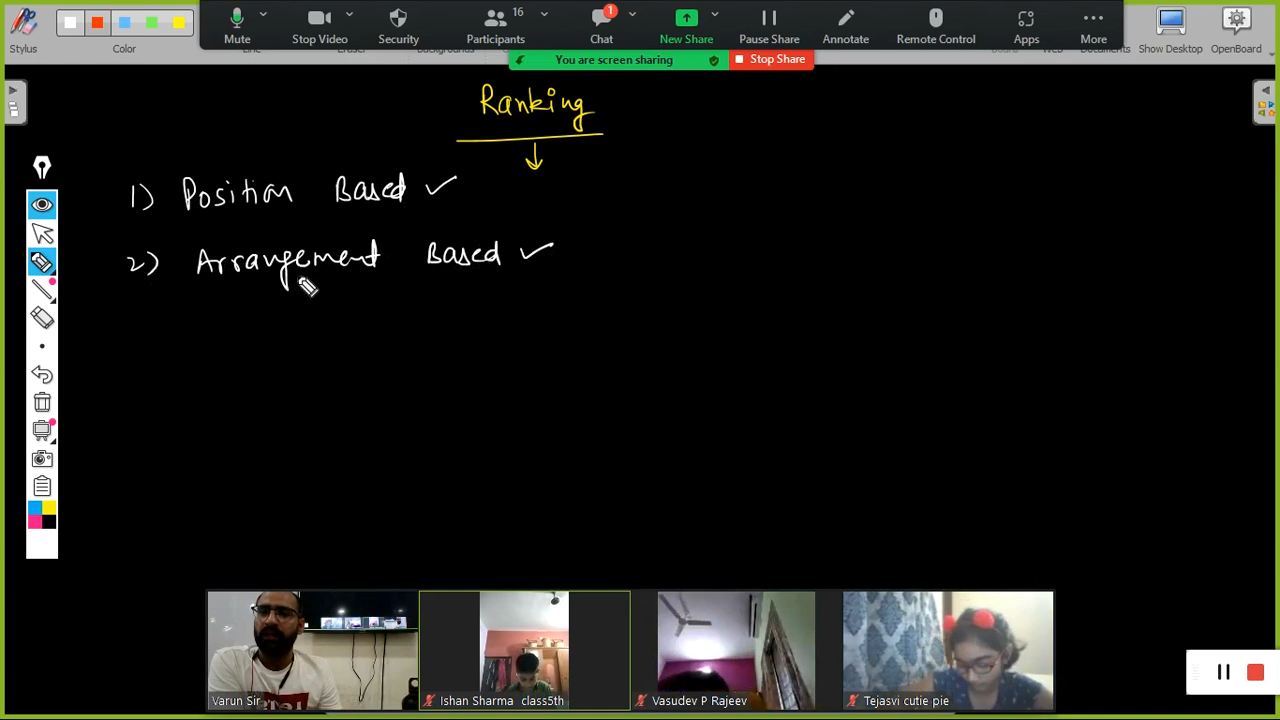 16
1
Mute
Stop Video
Security
Participants
Chat
New Share
Pause Share
Annotate
Remote Control
Apps
More
Stylus
Color
Show Desktop
OpenBoard
You are screen sharing
Stop Share
Ranking
1) Position Based ✓
2) Arrangement Based ✓
Varun Sir
Ishan Sharma class5th
Vasudev P Rajeev
Tejasvi cutie pie